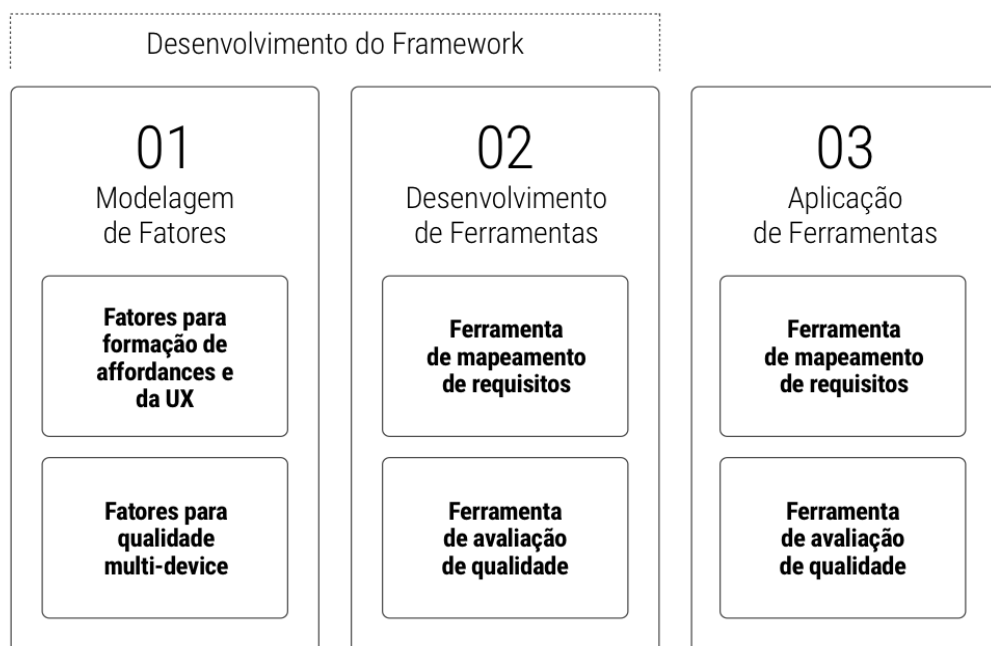 Desenvolvimento do Framework
01
Modelagem
de Fatores
Fatores para
formação de
affordances e
da UX
Fatores para
qualidade
multi-device
02
Desenvolvimento
de Ferramentas
Ferramenta
de mapeamento
de requisitos
Ferramenta
de avaliação
de qualidade
03
Aplicação
de Ferramentas
Ferramenta
de mapeamento
de requisitos
Ferramenta
de avaliação
de qualidade